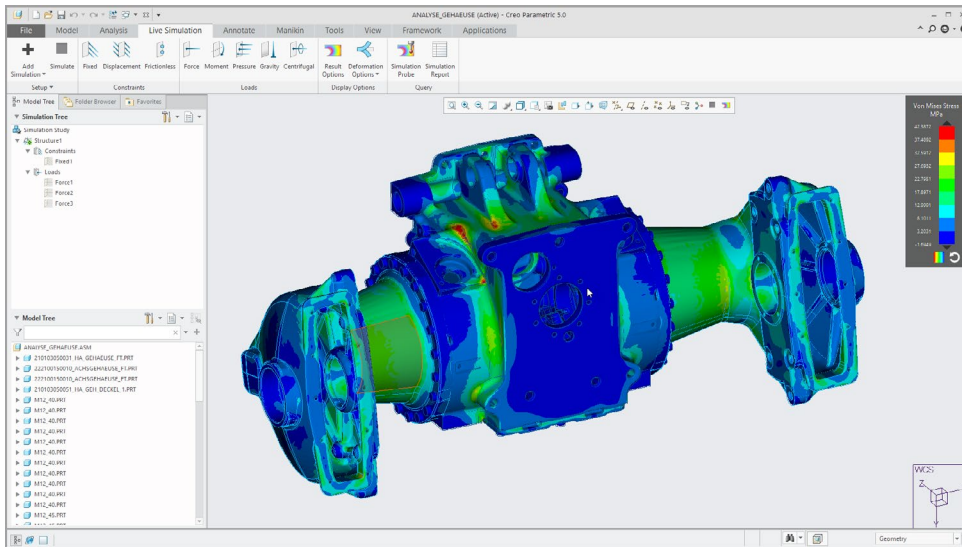 ANALYSE_GEHAEUSE (Active) - Creo Parametric 5.0
File Model Analysis Live Simulation Annotate Manikin Tools View Framework Applications
Add Simulation
Simulate
Fixed
Displacement
Frictionless
Force
Moment
Pressure
Gravity
Centrifugal
Result Options
Deformation Options
Simulation Probe
Simulation Report
Setup
Constraints
Loads
Display Options
Query
Model Tree
Folder Browser
Favorites
Simulation Tree
Simulation Study
Structure1
Constraints
Fixed1
Loads
Force1
Force2
Force3
Model Tree
ANALYSE_GEHAEUSE.ASM
M12_40.PRT
M12_40.PRT
M12_40.PRT
M12_40.PRT
M12_40.PRT
M12_40.PRT
M12_40.PRT
M12_40.PRT
M12_40.PRT
M12_40.PRT
Von Mises Stress
MPa
WCS
Z
Y
Geometry